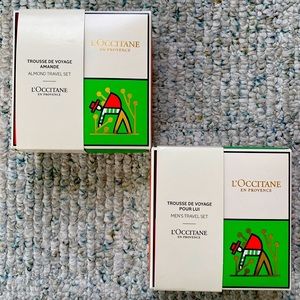 L'OCCITANE
EN PROVENCE
TROUSSE DE VOYAGE
AMANDE
ALMOND TRAVEL SET
L'OCCITANE
EN PROVENCE
L'OCCITANE
EN PROVENCE
TROUSSE DE VOYAGE
POUR LUI
MEN'S TRAVEL SET
L'OCCITANE
EN PROVENCE